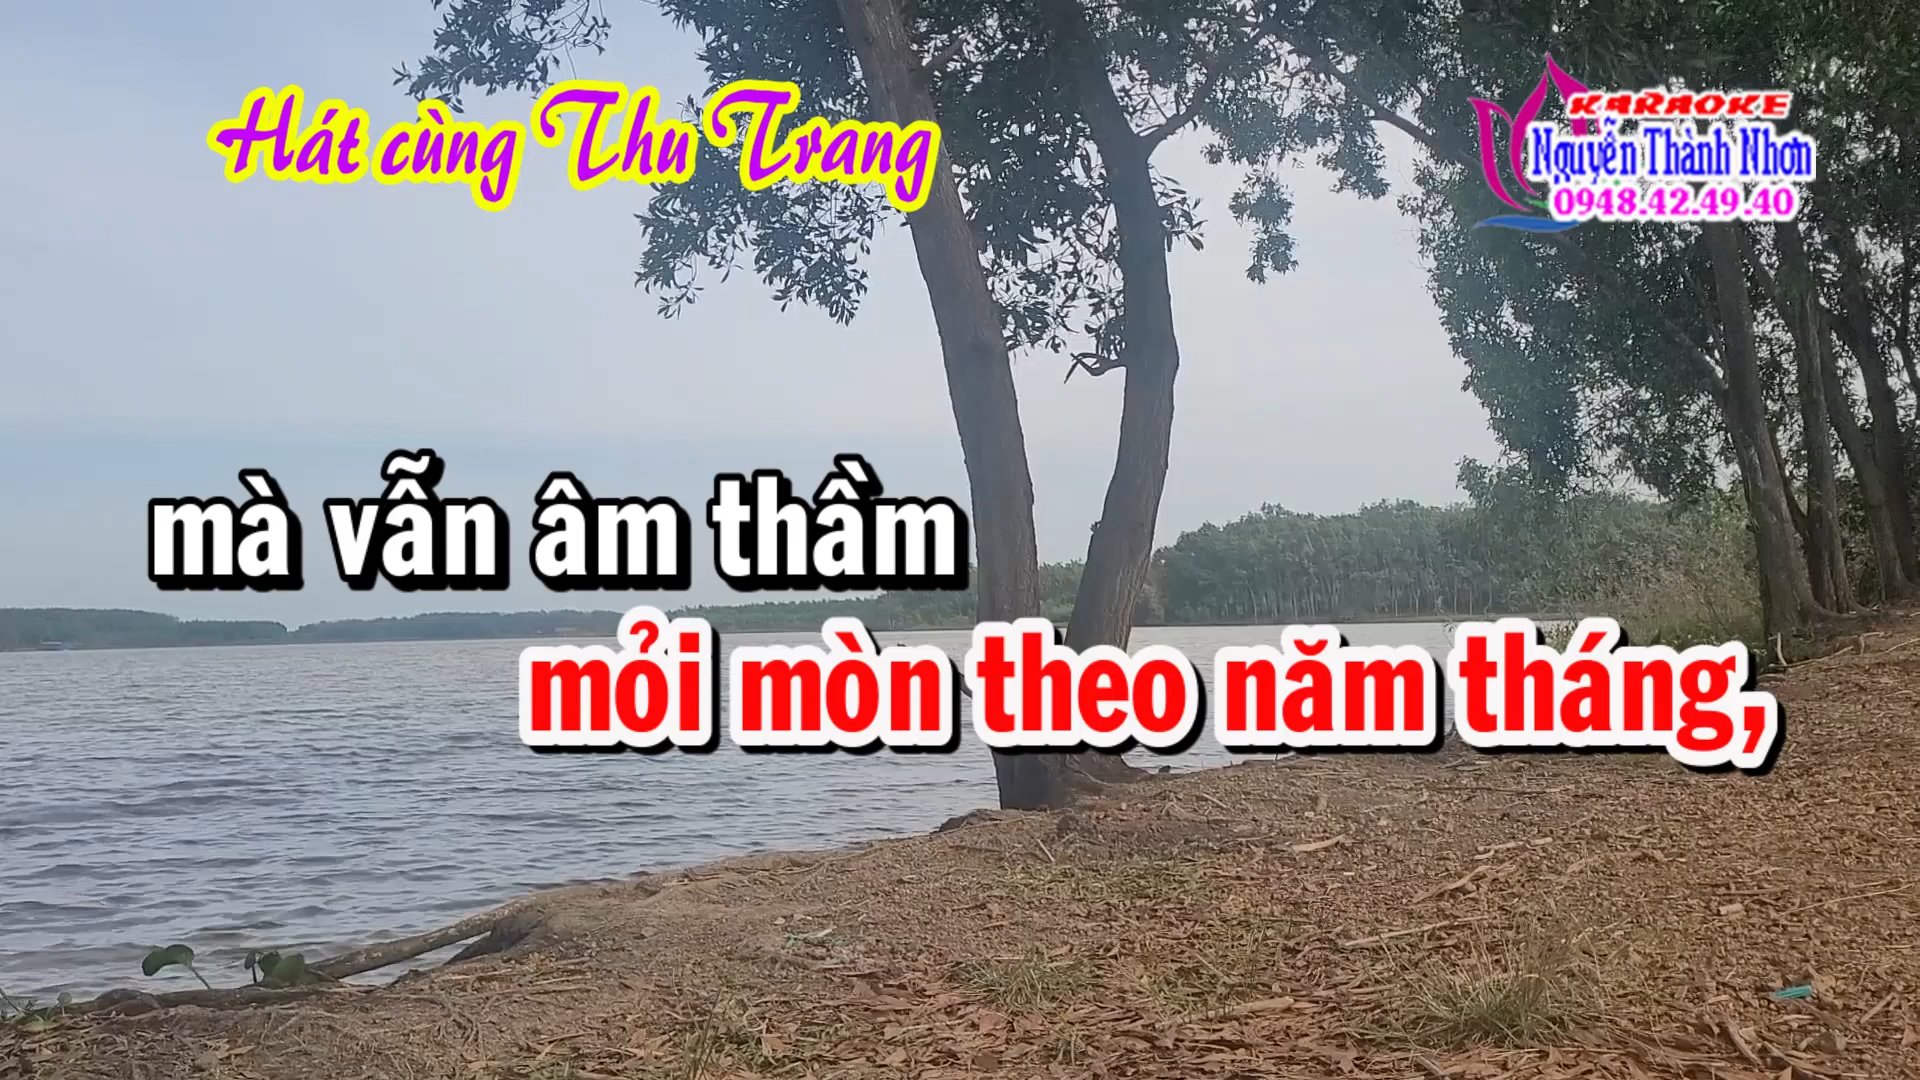 Hát cùng Thu Trang
KARAOKE
Nguyễn Thành Nhơn
0948.42.49.40
mà vẫn âm thầm
mỏi mòn theo năm tháng,